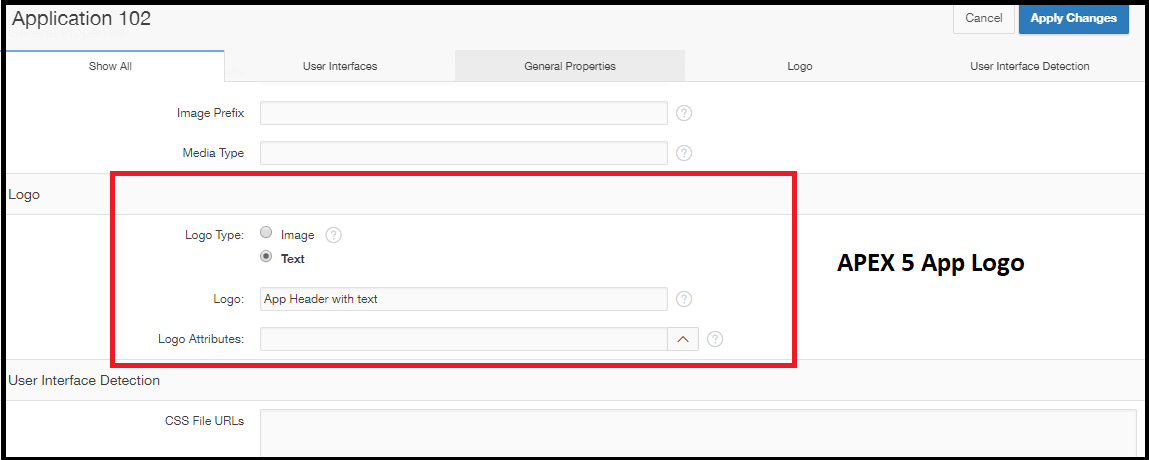 Application 102
Cancel
Apply Changes
Show All
User Interfaces
General Properties
Logo
User Interface Detection
Image Prefix
?
Media Type
?
Logo
Logo Type:
Image
?
Text
APEX 5 App Logo
Logo:
App Header with text
?
Logo Attributes:
?
User Interface Detection
CSS File URLs